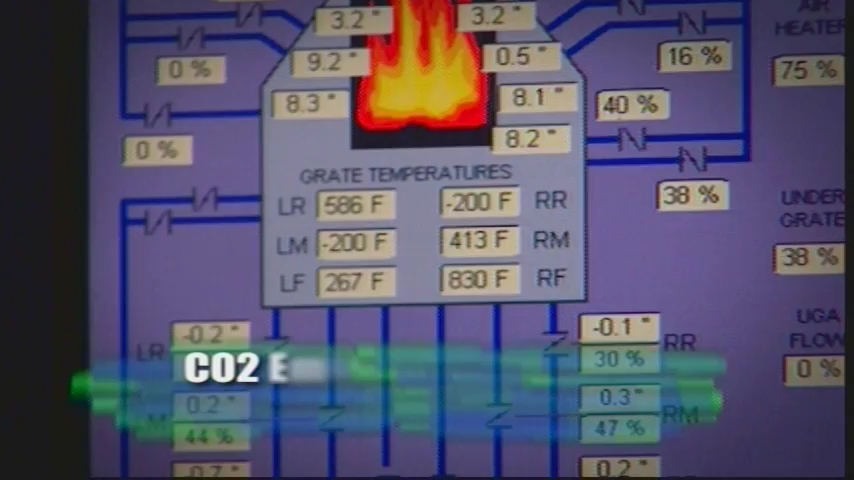 3.2 " 3.2 "
AIR
HEATER
9.2 " 0.5 " 16 %
0 % 75 %
8.3 " 8.1 " 40 %
8.2 "
0 %
GRATE TEMPERATURES
LR 586 F -200 F RR
38 %
UNDER
GRATE
LM -200 F 413 F RM
38 %
LF 267 F 830 F RF
UGA
FLOW
-0.2 " -0.1 "
LR 30 % RR
0 %
CO2 E
0.2 " 0.3 "
M RM
44 % 47 %
0.7 " 0.2 "